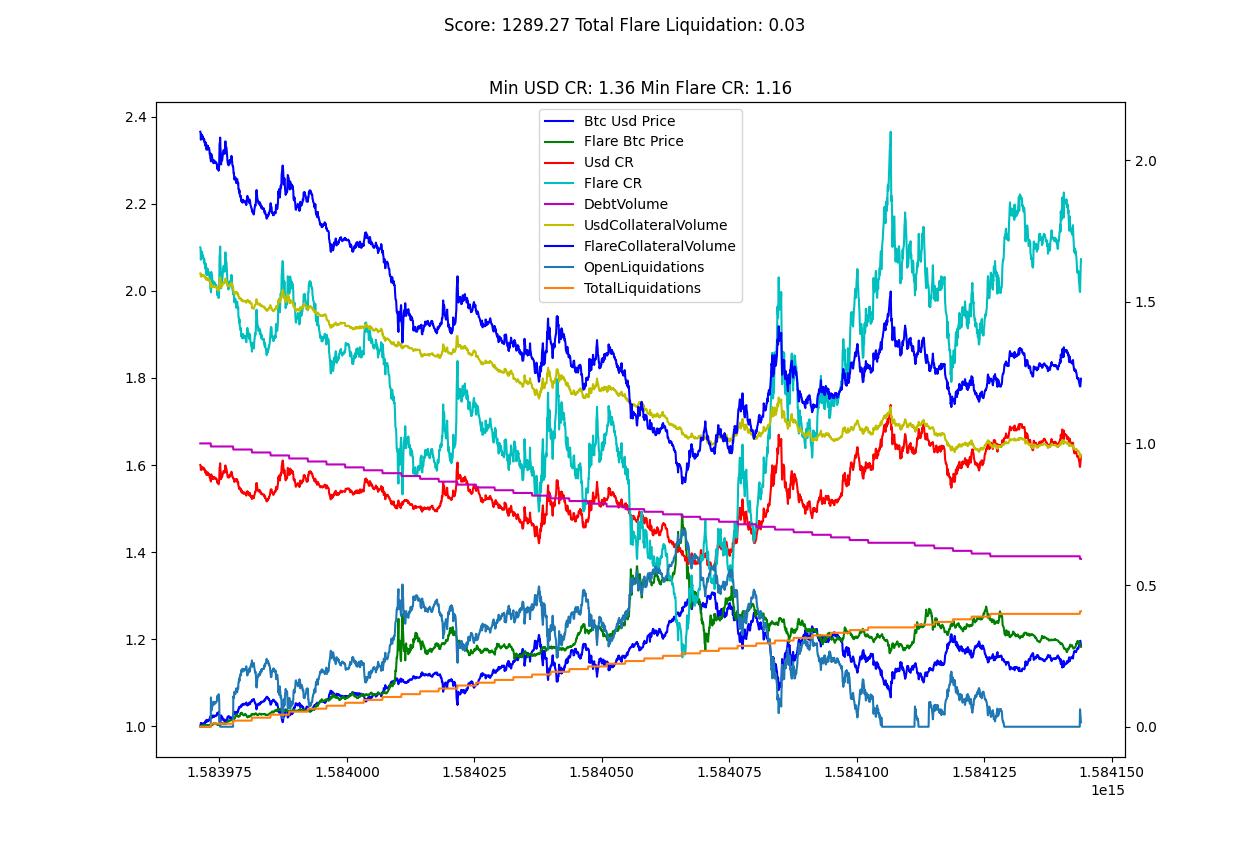 Score: 1289.27 Total Flare Liquidation: 0.03
Min USD CR: 1.36 Min Flare CR: 1.16
2.4
2.2
2.0
1.8
1.6
1.4
1.2
1.0
Btc Usd Price
Flare Btc Price
Usd CR
Flare CR
DebtVolume
UsdCollateralVolume
FlareCollateralVolume
OpenLiquidations
TotalLiquidations
2.0
1.5
1.0
0.5
0.0
1.583975 1.584000 1.584025 1.584050 1.584075 1.584100 1.584125 1.584150
1e15